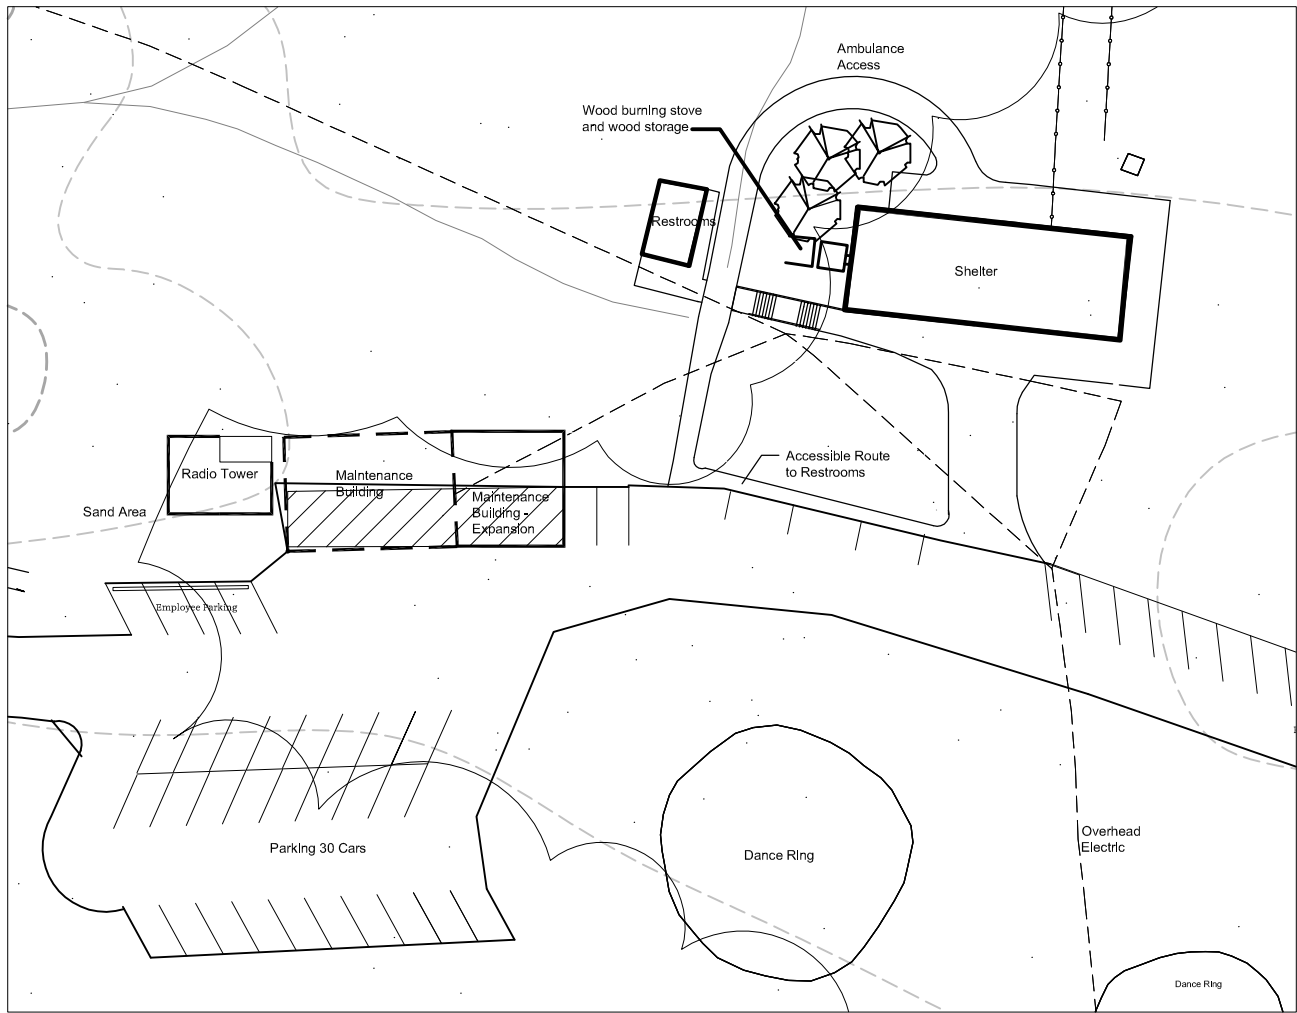 Ambulance
Access
Wood burning stove
and wood storage
Restrooms
Shelter
Accessible Route
to Restrooms
Radio Tower
Maintenance
Building
Maintenance
Building -
Expansion
Sand Area
Employee Parking
Parking 30 Cars
Dance Ring
Overhead
Electric
Dance Ring